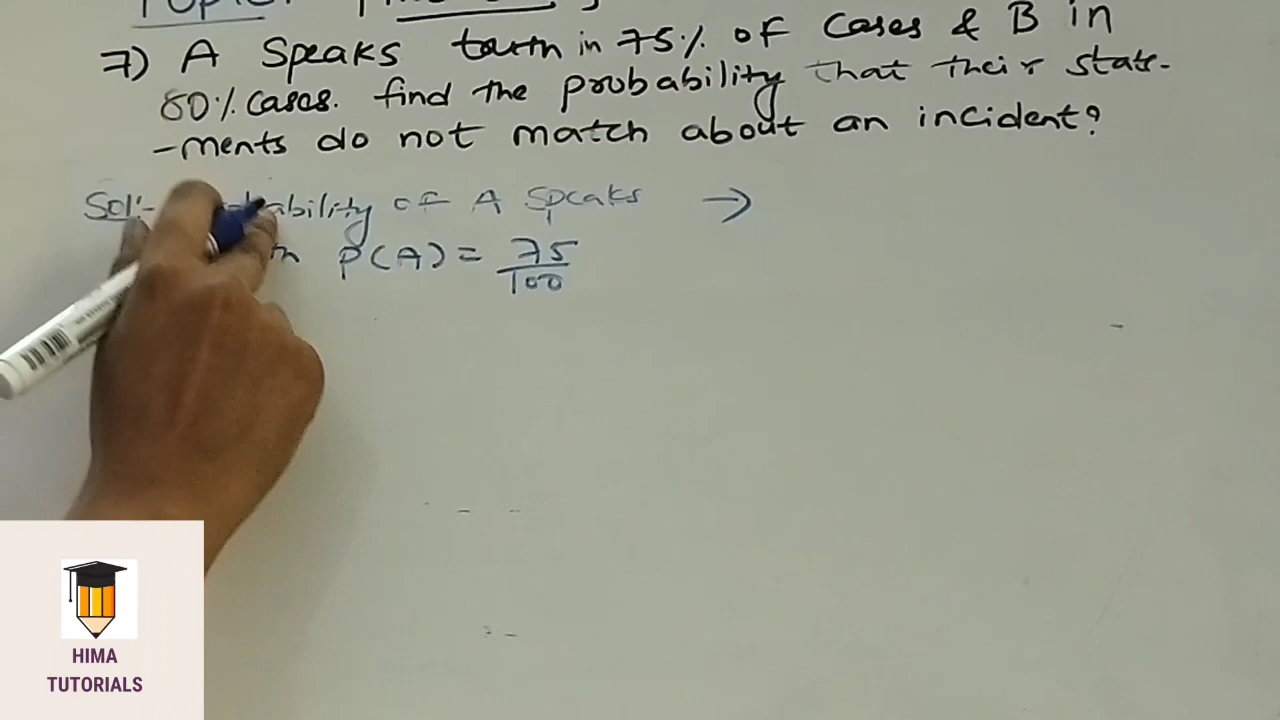 7) A Speaks truth in 75% of Cases & B in
80% cases. find the probability that their state-
-ments do not match about an incident?
Sol:- of A Speaks →
P(A) = 75/100
HIMA
TUTORIALS